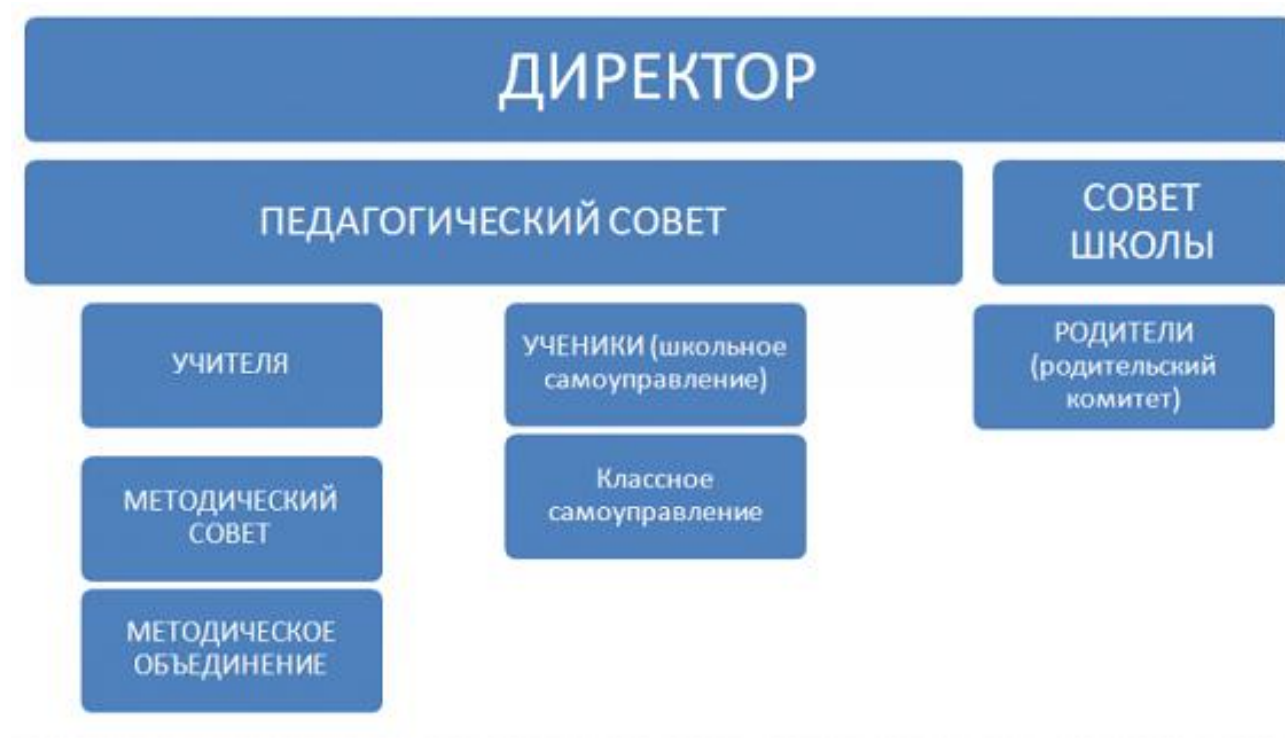 ДИРЕКТОР
ПЕДАГОГИЧЕСКИЙ СОВЕТ
СОВЕТ
ШКОЛЫ
УЧИТЕЛЯ
УЧЕНИКИ (школьное
самоуправление)
РОДИТЕЛИ
(родительский
комитет)
МЕТОДИЧЕСКИЙ
СОВЕТ
Классное
самоуправление
МЕТОДИЧЕСКОЕ
ОБЪЕДИНЕНИЕ